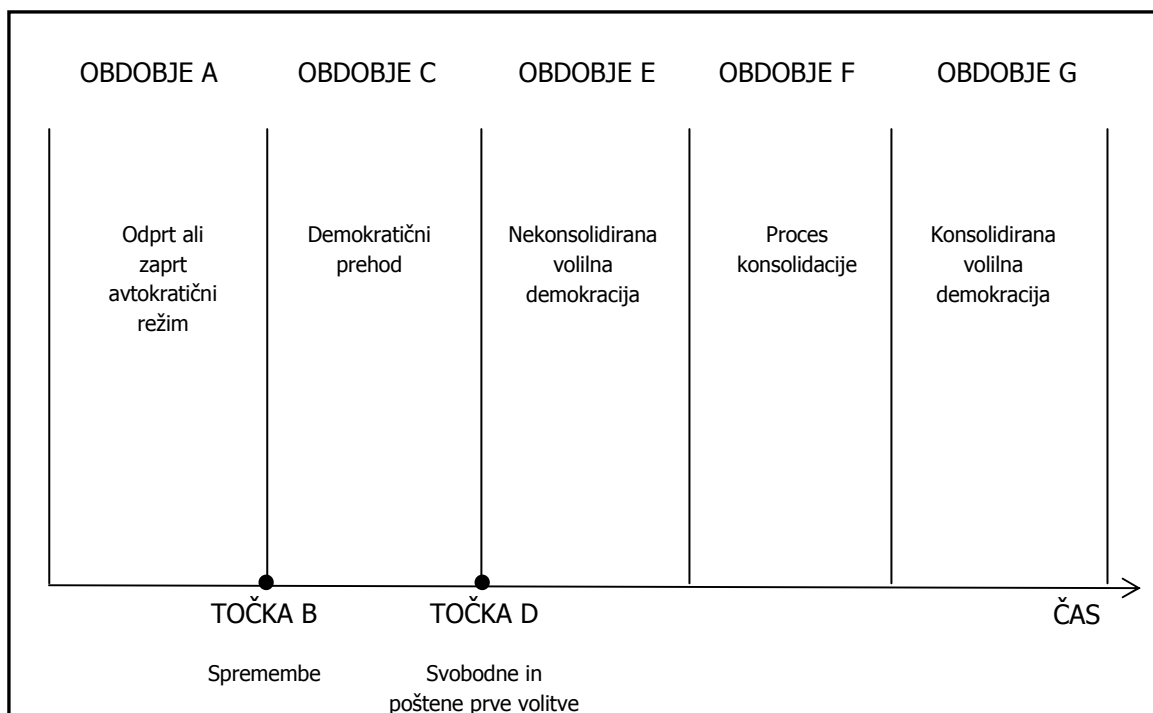 OBDOBJE A
OBDOBJE C
OBDOBJE E
OBDOBJE F
OBDOBJE G
Odprt ali
zaprt
avtokratični
režim
Demokratični
prehod
Nekonsolidirana
volilna
demokracija
Proces
konsolidacije
Konsolidirana
volilna
demokracija
TOČKA B
TOČKA D
ČAS
Spremembe
Svobodne in
poštene prve volitve